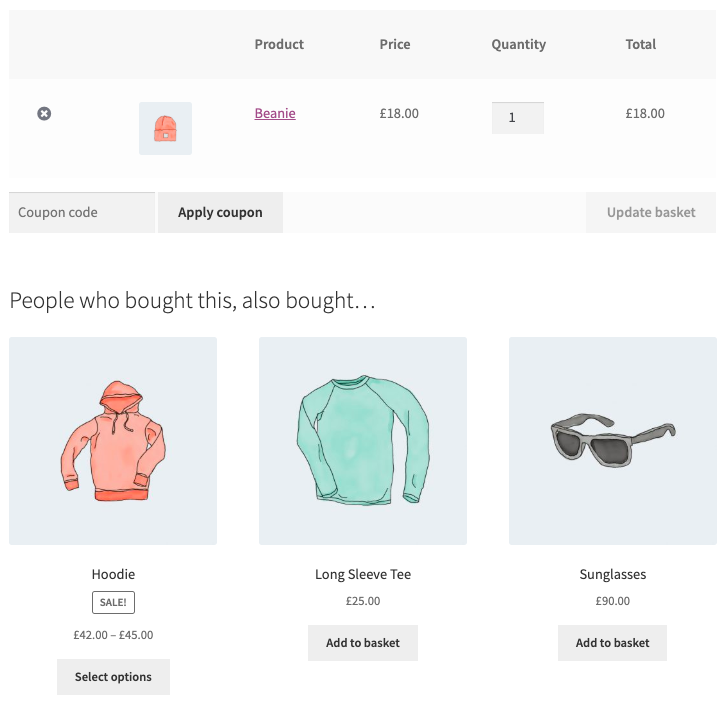 Product Price Quantity Total
Beanie £18.00 1 £18.00
Coupon code Apply coupon Update basket
People who bought this, also bought…
Hoodie Long Sleeve Tee Sunglasses
SALE! £25.00 £90.00
£42.00 – £45.00 Add to basket Add to basket
Select options